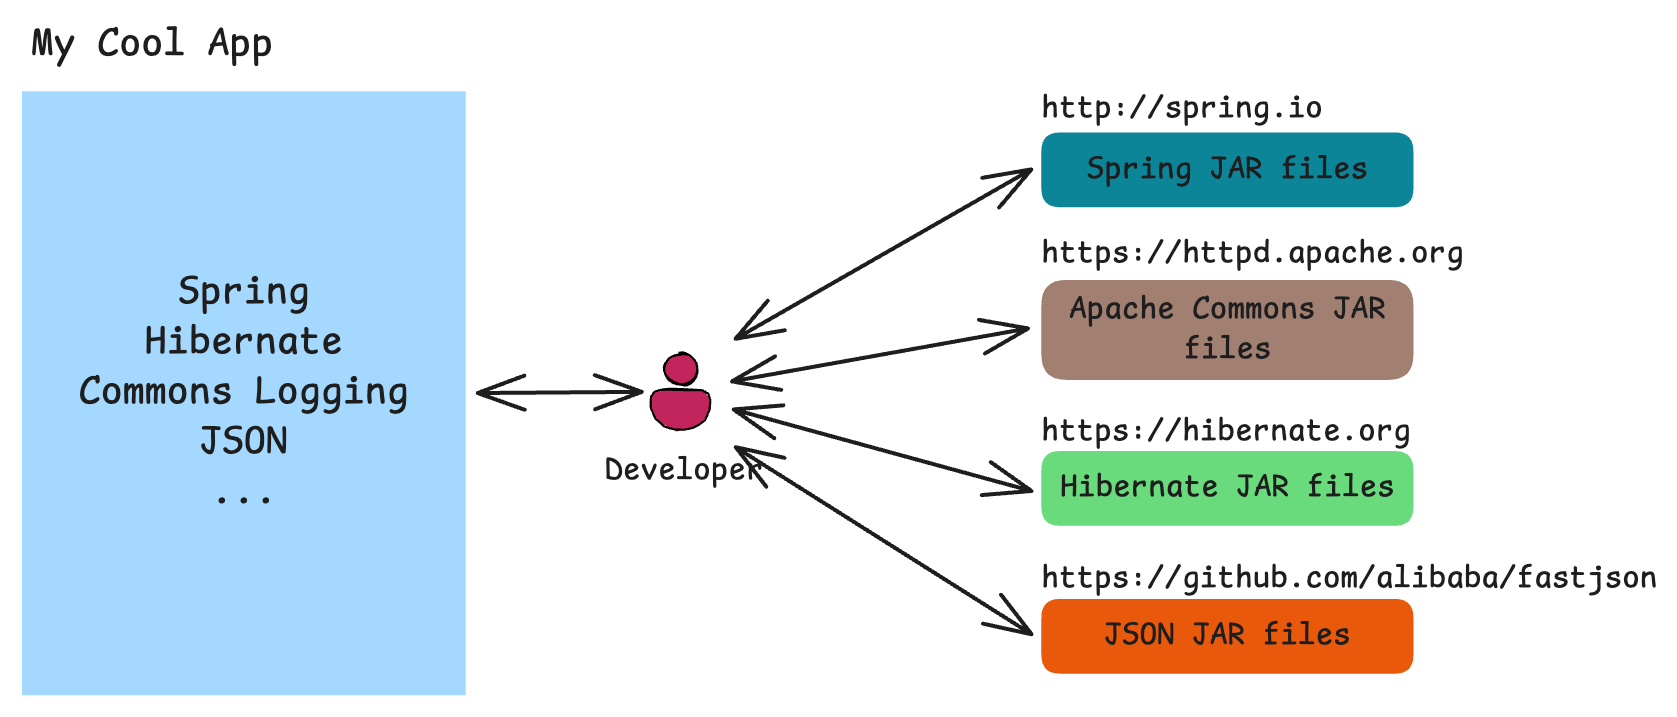 My Cool App
Spring
Hibernate
Commons Logging
JSON
...
Developer
http://spring.io
Spring JAR files
https://httpd.apache.org
Apache Commons JAR
files
https://hibernate.org
Hibernate JAR files
https://github.com/alibaba/fastjson
JSON JAR files